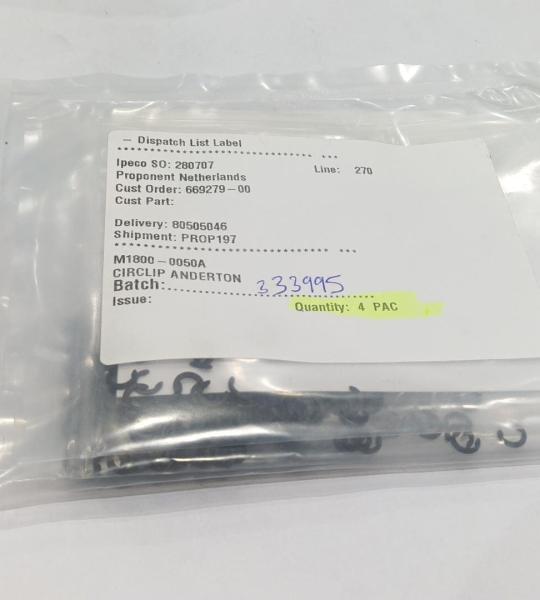 — Dispatch List Label
********************************** ***
Ipeco SO: 280707 Line: 270
Proponent Netherlands
Cust Order: 669279-00
Cust Part:
Delivery: 80505046
Shipment: PROP197
************************************* ***
M1800-0050A
CIRCLIP ANDERTON
Batch:.......... 333995
Issue: Quantity: 4 PAC